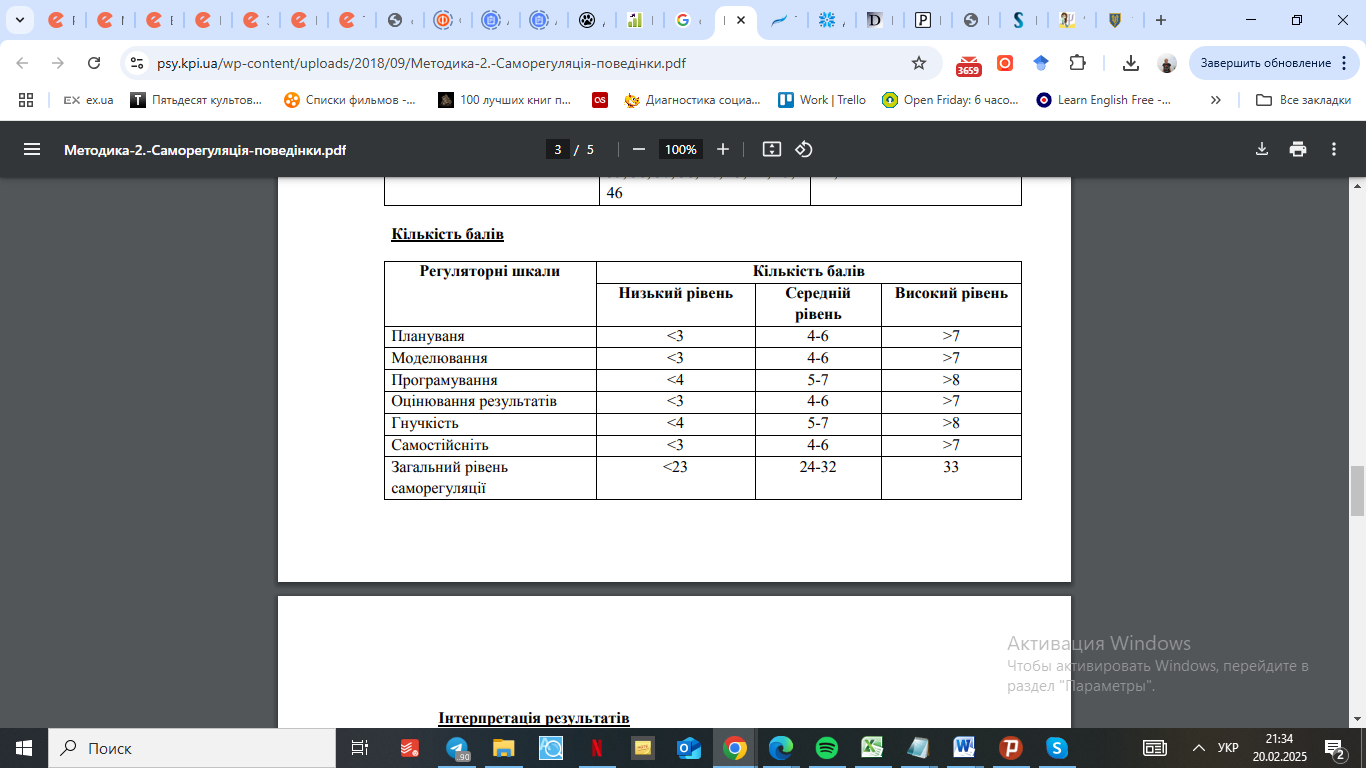 psy.kpi.ua/wp-content/uploads/2018/09/Методика-2.-Саморегуляція-поведінки.pdf
3659
Завершить обновление
ex.ua
Пятьдесят культов...
Списки фильмов -...
100 лучших книг п...
Диагностика социа...
Work | Trello
Open Friday: 6 часо...
Learn English Free -...
Все закладки
Методика-2.-Саморегуляція-поведінки.pdf
3 / 5
100%
46
Кількість балів
Регуляторні шкали Кількість балів
Низький рівень Середній рівень Високий рівень
Плануваня <3 4-6 >7
Моделювання <3 4-6 >7
Програмування <4 5-7 >8
Оцінювання результатів <3 4-6 >7
Гнучкість <4 5-7 >8
Самостійсніть <3 4-6 >7
Загальний рівень саморегуляції <23 24-32 33
Інтерпретація результатів
Активация Windows
Чтобы активировать Windows, перейдите в
раздел "Параметры".
Поиск
90
УКР
21:34
20.02.2025
2